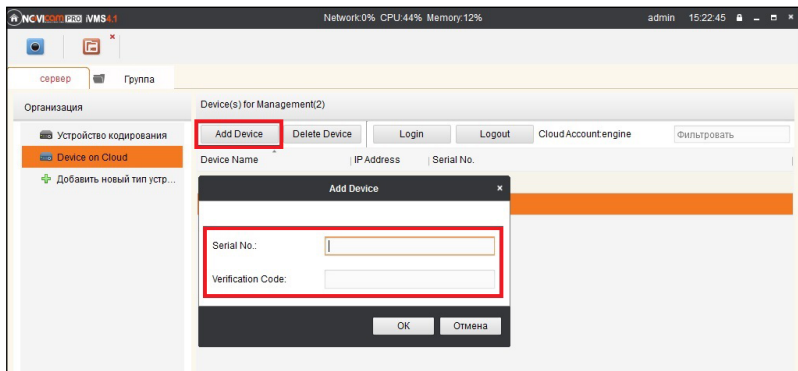 NOVIcam PRO iVMS4.1 Network:0% CPU:44% Memory:12% admin 15:22:45
сервер Группа
Организация Device(s) for Management(2)
Устройство кодирования Add Device Delete Device Login Logout Cloud Account:engine Фильтровать
Device on Cloud Device Name IP Address Serial No.
Добавить новый тип устр...
Add Device
Serial No.:
Verification Code:
OK Отмена